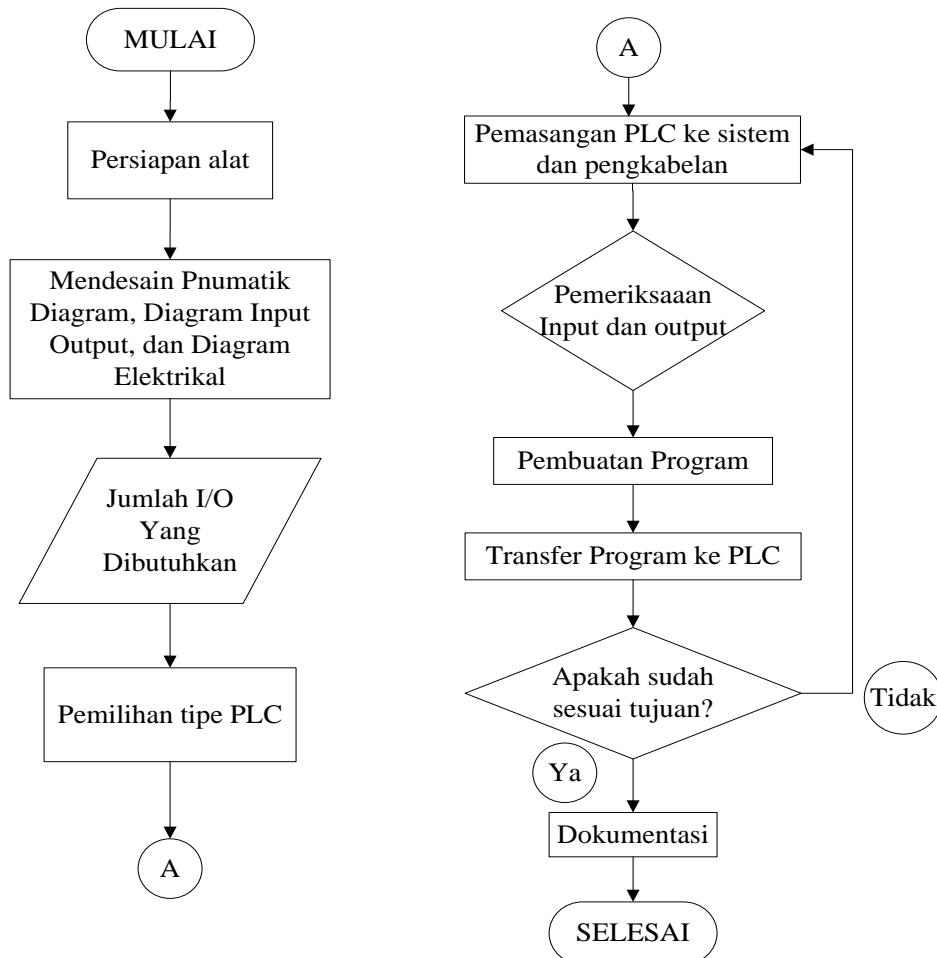 MULAI
Persiapan alat
Mendesain Pnumatik
Diagram, Diagram Input
Output, dan Diagram
Elektrikal
Jumlah I/O
Yang
Dibutuhkan
Pemilihan tipe PLC
A
A
Pemasangan PLC ke sistem
dan pengkabelan
Pemeriksaaan
Input dan output
Pembuatan Program
Transfer Program ke PLC
Apakah sudah
sesuai tujuan?
Tidak
Ya
Dokumentasi
SELESAI